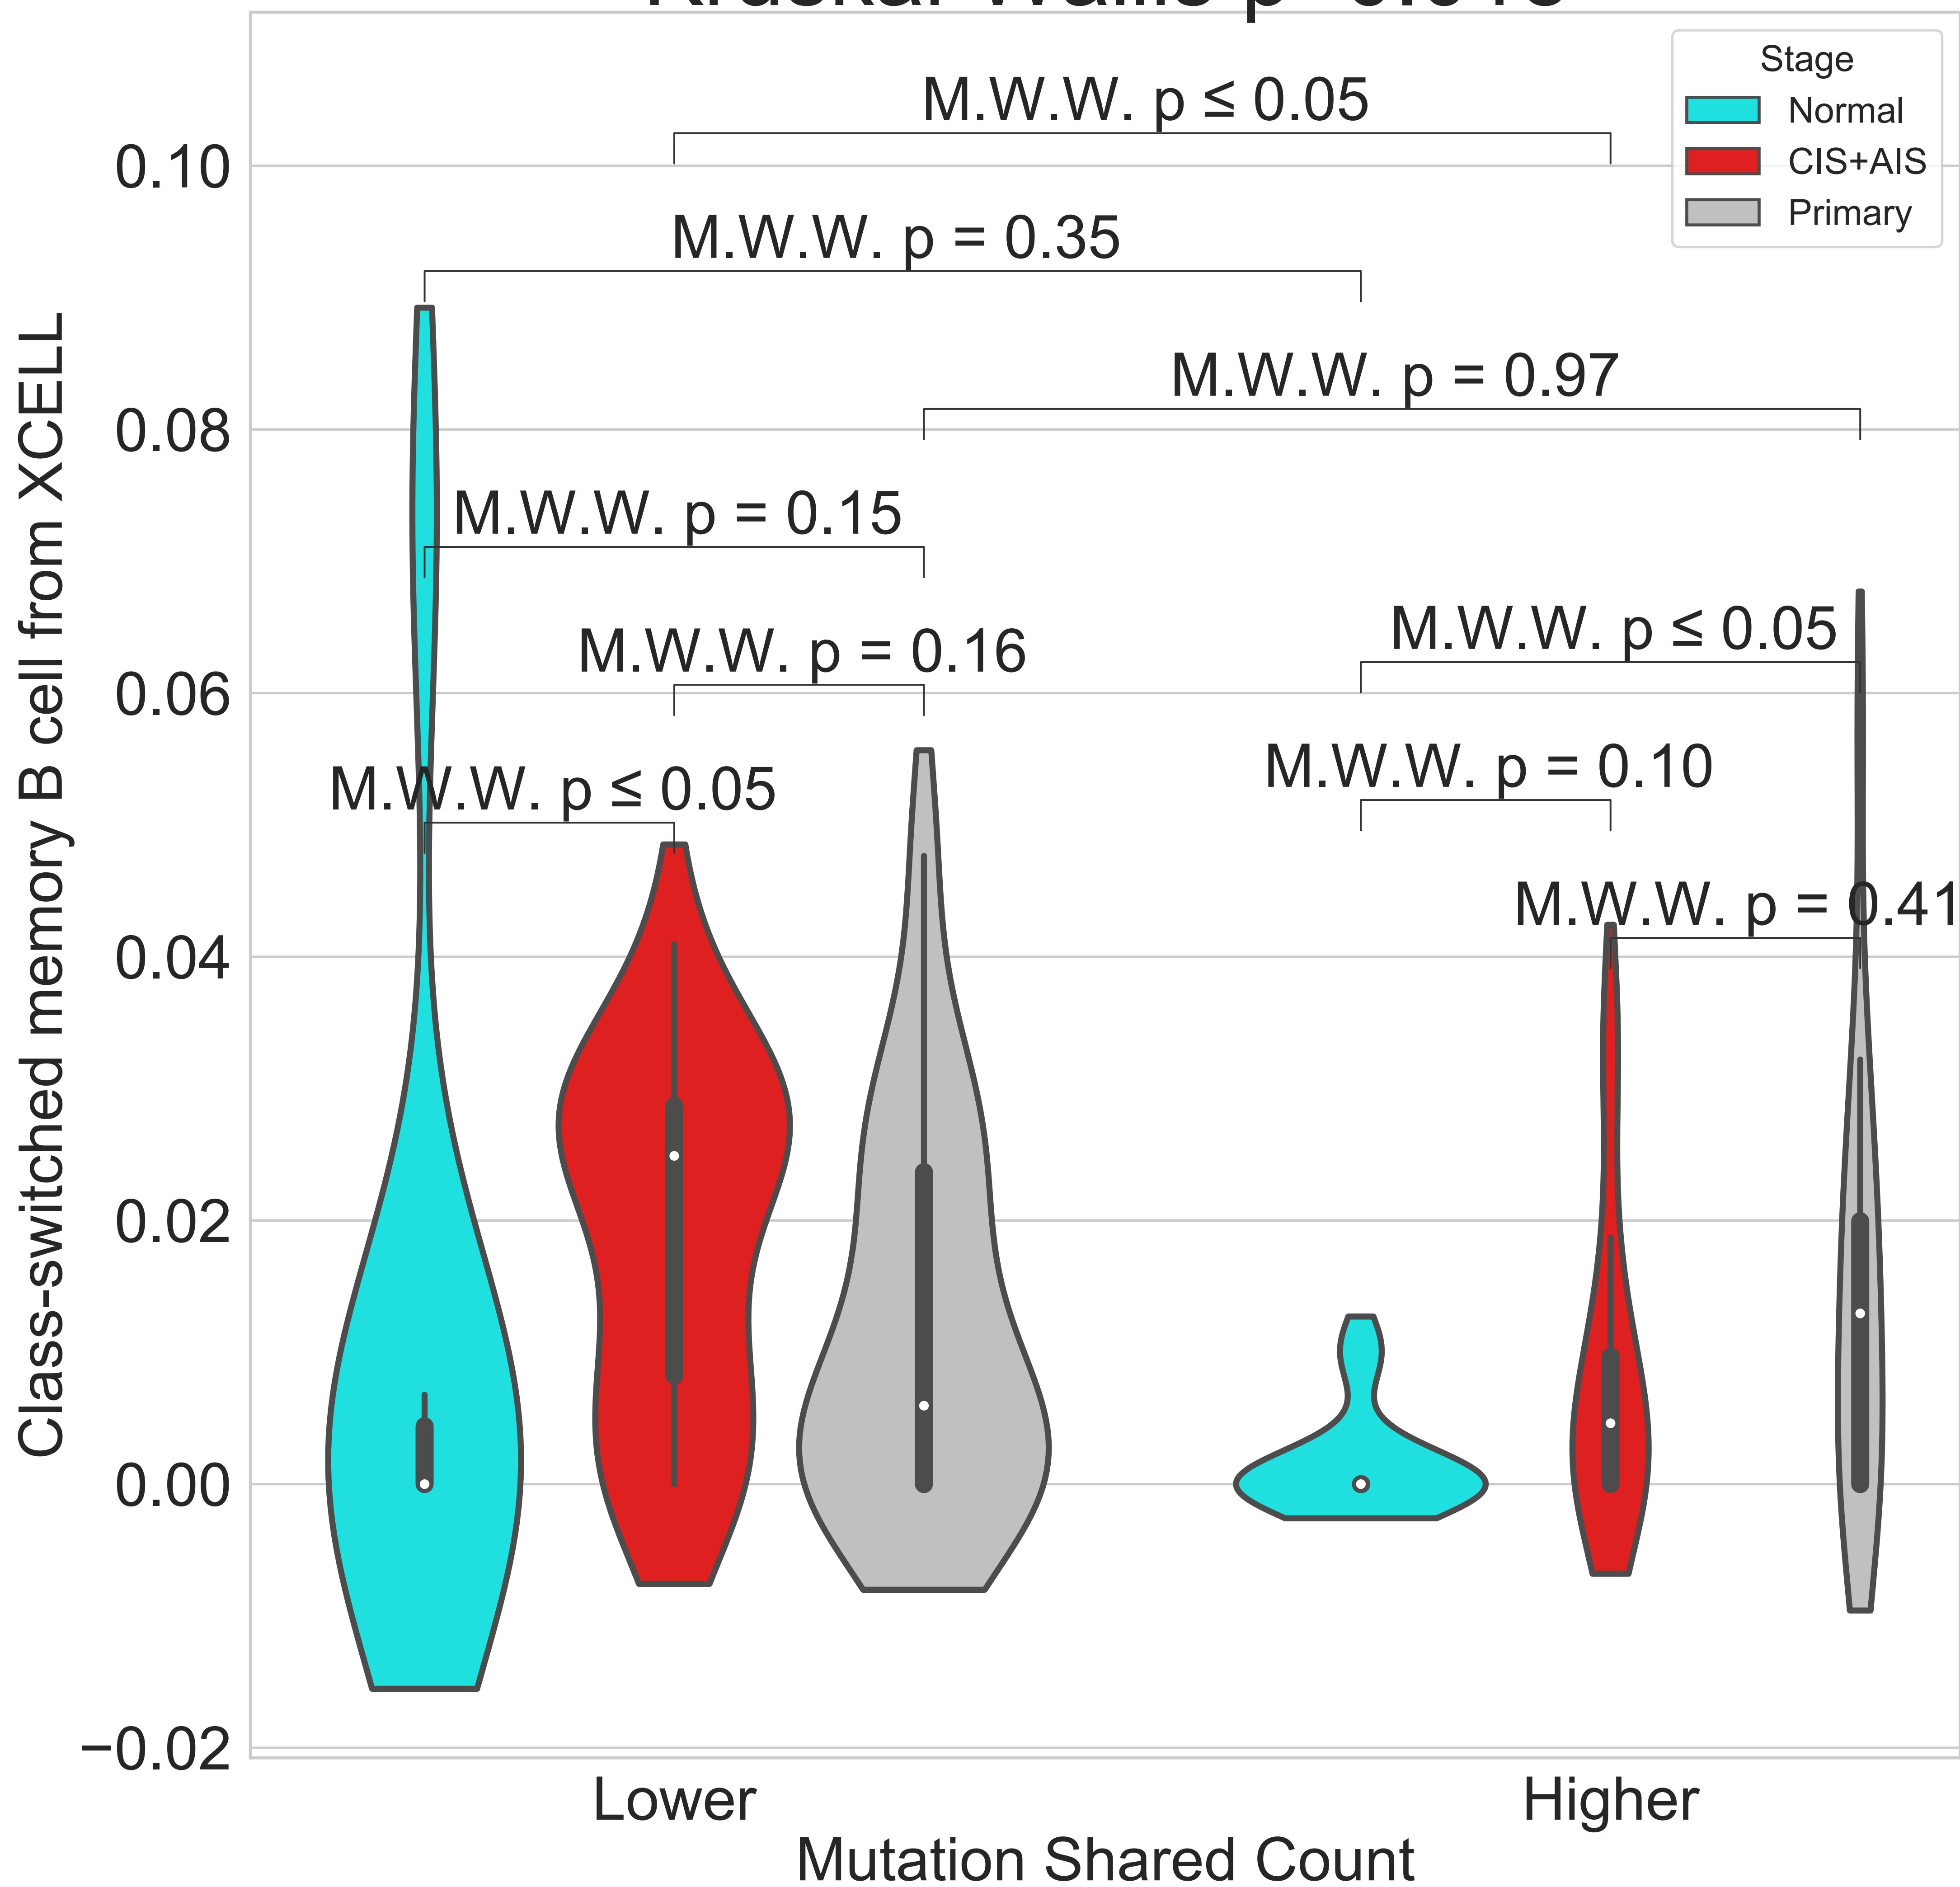 Stage
Normal
CIS+AIS
Primary
M.W.W. p ≤ 0.05
M.W.W. p = 0.35
M.W.W. p = 0.97
M.W.W. p = 0.15
M.W.W. p = 0.16
M.W.W. p ≤ 0.05
M.W.W. p ≤ 0.05
M.W.W. p = 0.10
M.W.W. p = 0.41
0.10
0.08
0.06
0.04
0.02
0.00
−0.02
Class-switched memory B cell from XCELL
Lower
Higher
Mutation Shared Count